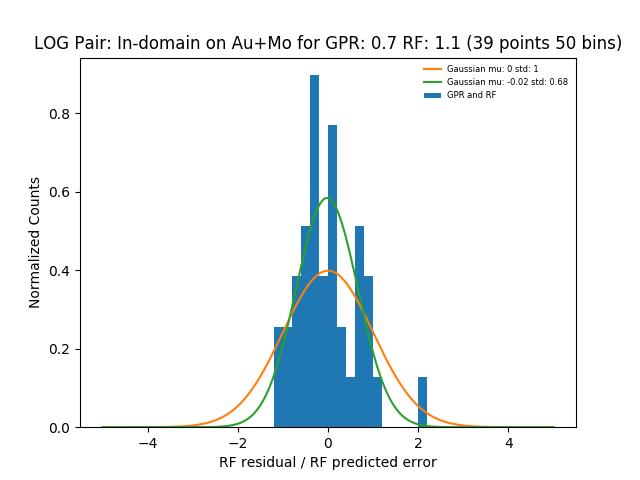 LOG Pair: In-domain on Au+Mo for GPR: 0.7 RF: 1.1 (39 points 50 bins)
Gaussian mu: 0 std: 1
Gaussian mu: -0.02 std: 0.68
GPR and RF
Normalized Counts
0.8
0.6
0.4
0.2
0.0
−4 −2 0 2 4
RF residual / RF predicted error